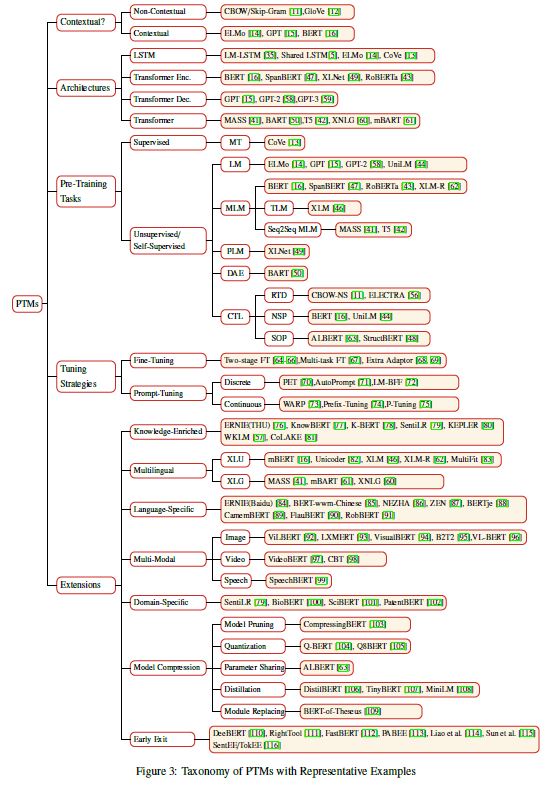 Contextual?
Non-Contextual
CBOW/Skip-Gram [11],GloVe [12]
Contextual
ELMo [14], GPT [15], BERT [16]
Architectures
LSTM
LM-LSTM [35], Shared LSTM[5], ELMo [14], CoVe [13]
Transformer Enc.
BERT [16], SpanBERT [47], XLNet [49], RoBERTa [43]
Transformer Dec.
GPT [15], GPT-2 [58],GPT-3 [59]
Transformer
MASS [41], BART [50],T5 [42], XNLG [60], mBART [61]
Pre-Training
Tasks
Supervised
MT
CoVe [13]
Unsupervised/
Self-Supervised
LM
ELMo [14], GPT [15], GPT-2 [58], UniLM [44]
MLM
BERT [16], SpanBERT [47], RoBERTa [43], XLM-R [62]
TLM
XLM [46]
Seq2Seq MLM
MASS [41], T5 [42]
PLM
XLNet [49]
DAE
BART [50]
CTL
RTD
CBOW-NS [11], ELECTRA [56]
NSP
BERT [16], UniLM [44]
SOP
ALBERT [63], StructBERT [48]
PTMs
Tuning
Strategies
Fine-Tuning
Two-stage FT [64–66],Multi-task FT [67], Extra Adaptor [68, 69]
Prompt-Tuning
Discrete
PET [70],AutoPrompt [71],LM-BFF [72]
Continuous
WARP [73],Prefix-Tuning [74],P-Tuning [75]
Extensions
Knowledge-Enriched
ERNIE(THU) [76], KnowBERT [77], K-BERT [78], SentiLR [79], KEPLER [80]
WKLM [57], CoLAKE [81]
Multilingual
XLU
mBERT [16], Unicoder [82], XLM [46], XLM-R [62], MultiFit [83]
XLG
MASS [41], mBART [61], XNLG [60]
Language-Specific
ERNIE(Baidu) [84], BERT-wwm-Chinese [85], NEZHA [86], ZEN [87], BERTje [88]
CamemBERT [89], FlauBERT [90], RobBERT [91]
Multi-Modal
Image
ViLBERT [92], LXMERT [93], VisualBERT [94], B2T2 [95],VL-BERT [96]
Video
VideoBERT [97], CBT [98]
Speech
SpeechBERT [99]
Domain-Specific
SentiLR [79], BioBERT [100], SciBERT [101], PatentBERT [102]
Model Compression
Model Pruning
CompressingBERT [103]
Quantization
Q-BERT [104], Q8BERT [105]
Parameter Sharing
ALBERT [63]
Distillation
DistilBERT [106], TinyBERT [107], MiniLM [108]
Module Replacing
BERT-of-Theseus [109]
Early Exit
DeeBERT [110], RightTool [111], FastBERT [112], PABEE [113], Liao et al. [114], Sun et al. [115]
SentEE/TokEE [116]
Figure 3: Taxonomy of PTMs with Representative Examples